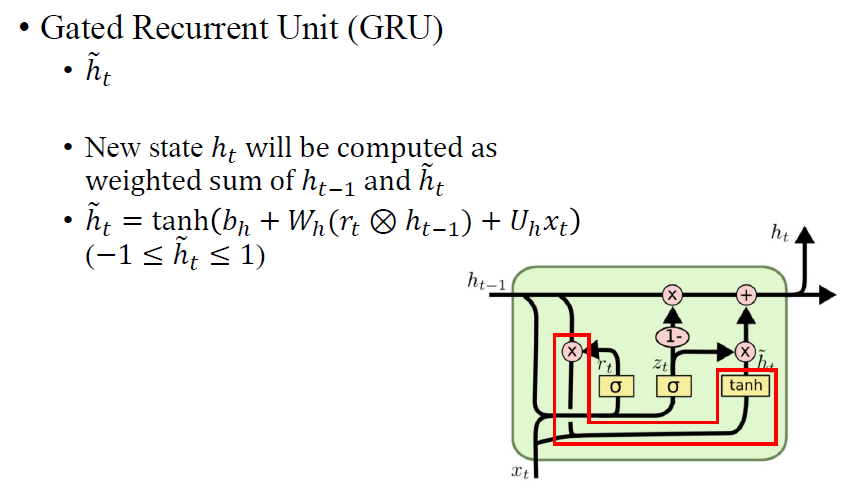 • Gated Recurrent Unit (GRU)
• h̃ₜ
• New state hₜ will be computed as
weighted sum of hₜ₋₁ and h̃ₜ
• h̃ₜ = tanh(bₕ + Wₕ(rₜ ⊗ hₜ₋₁) + Uₕxₜ)
(−1 ≤ h̃ₜ ≤ 1)
hₜ
hₜ₋₁
x
+
1-
x
rₜ
zₜ
x
h̃ₜ
σ
σ
tanh
xₜ